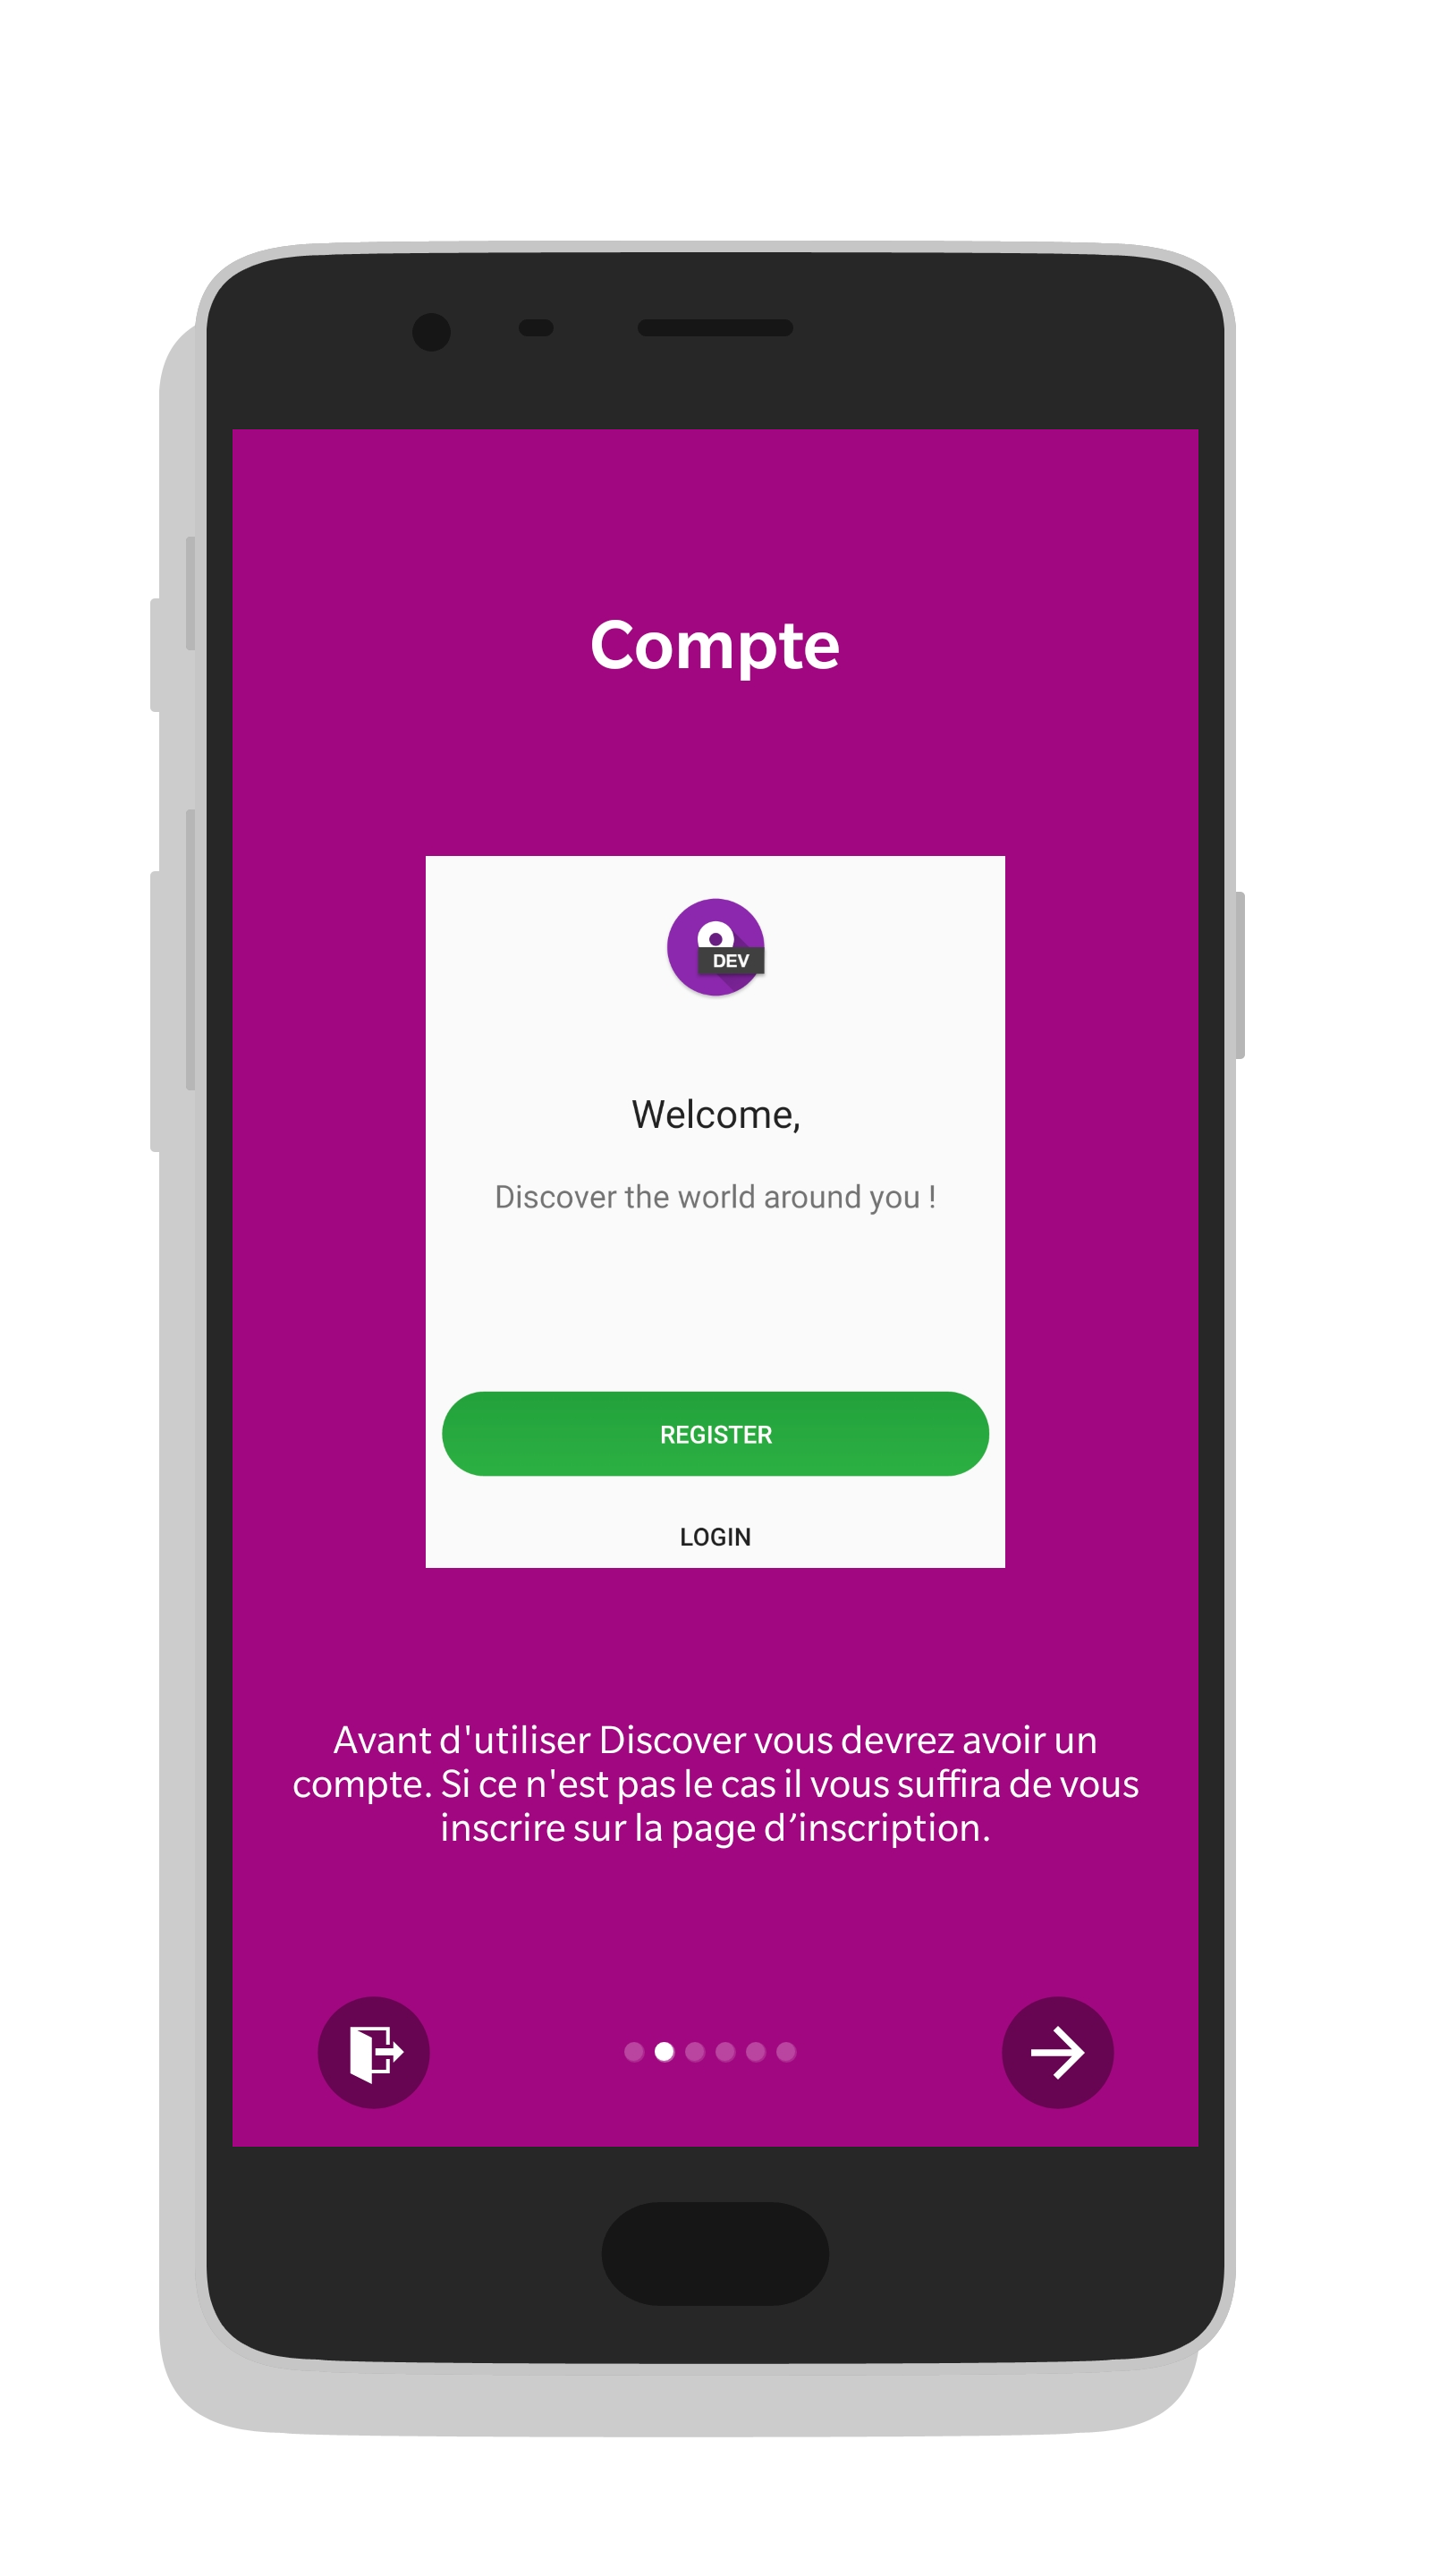 Compte
DEV
Welcome,
Discover the world around you !
REGISTER
LOGIN
Avant d'utiliser Discover vous devrez avoir un
compte. Si ce n'est pas le cas il vous suffira de vous
inscrire sur la page d’inscription.